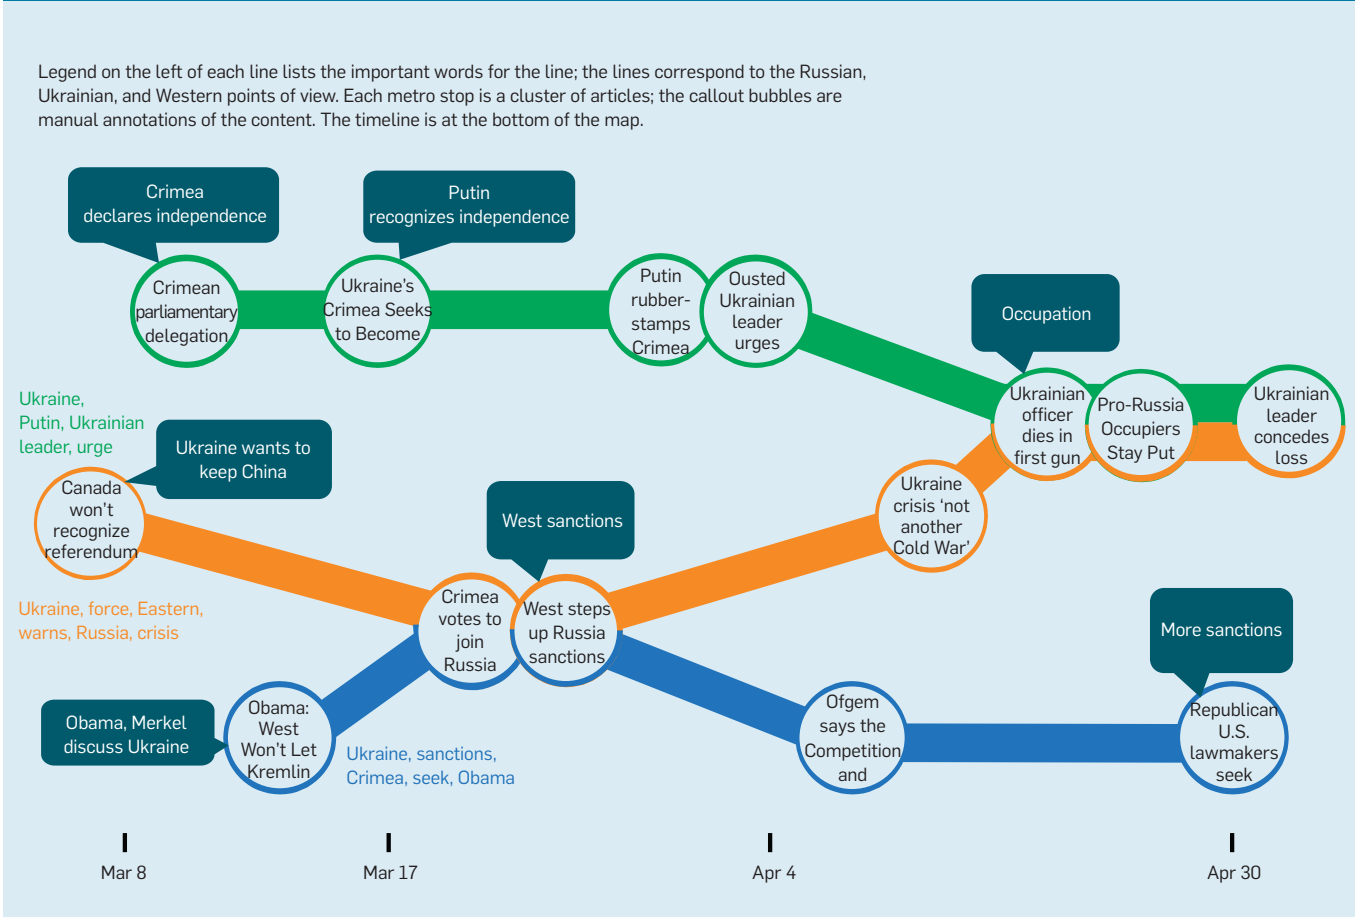 Legend on the left of each line lists the important words for the line; the lines correspond to the Russian,
Ukrainian, and Western points of view. Each metro stop is a cluster of articles; the callout bubbles are
manual annotations of the content. The timeline is at the bottom of the map.
Crimea
declares independence
Putin
recognizes independence
Crimean
parliamentary
delegation
Ukraine’s
Crimea Seeks
to Become
Putin
rubber-
stamps
Crimea
Ousted
Ukrainian
leader
urges
Occupation
Ukrainian
officer
dies in
first gun
Pro-Russia
Occupiers
Stay Put
Ukrainian
leader
concedes
loss
Ukraine,
Putin, Ukrainian
leader, urge
Ukraine wants to
keep China
Canada
won’t
recognize
referendum
West sanctions
Ukraine
crisis ‘not
another
Cold War’
Ukraine, force, Eastern,
warns, Russia, crisis
Crimea
votes to
join
Russia
West steps
up Russia
sanctions
More sanctions
Obama, Merkel
discuss Ukraine
Obama:
West
Won’t Let
Kremlin
Ukraine, sanctions,
Crimea, seek, Obama
Ofgem
says the
Competition
and
Republican
U.S.
lawmakers
seek
Mar 8
Mar 17
Apr 4
Apr 30